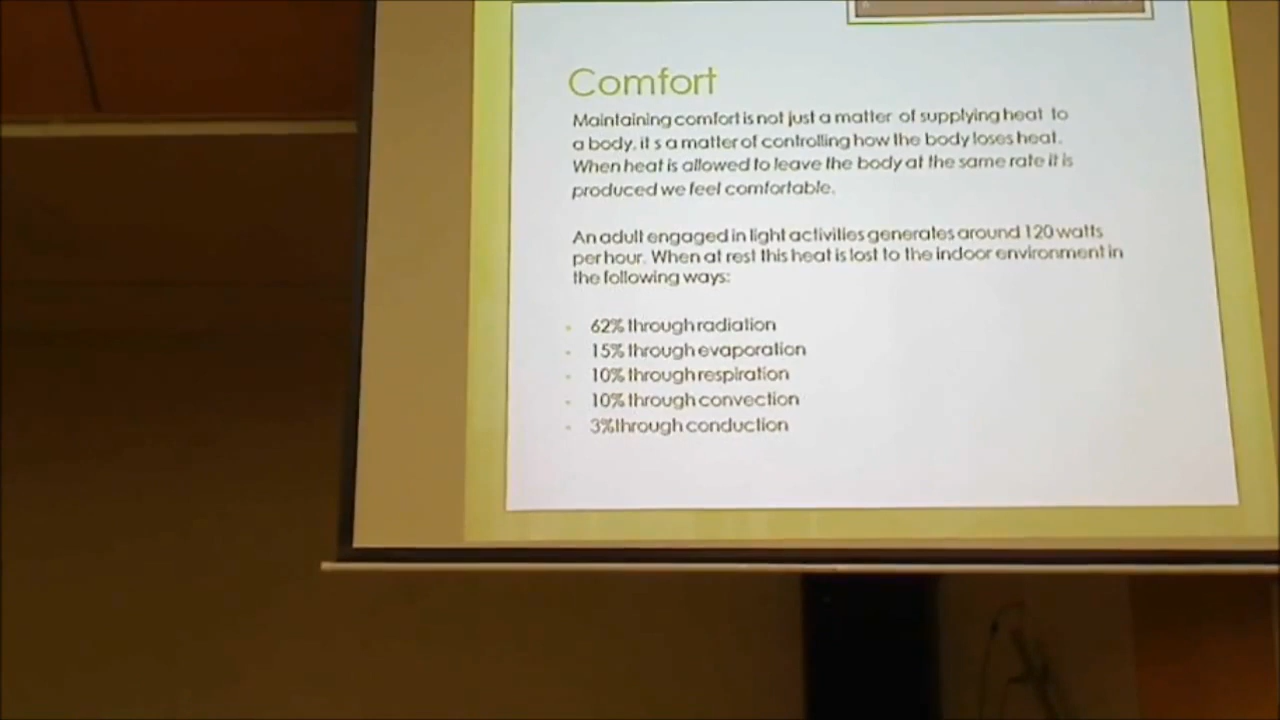 Comfort
Maintaining comfort is not just a matter of supplying heat to
a body, it s a matter of controlling how the body loses heat.
When heat is allowed to leave the body at the same rate it is
produced we feel comfortable.
An adult engaged in light activities generates around 120 watts
per hour. When at rest this heat is lost to the indoor environment in
the following ways:
62% through radiation
15% through evaporation
10% through respiration
10% through convection
3%through conduction